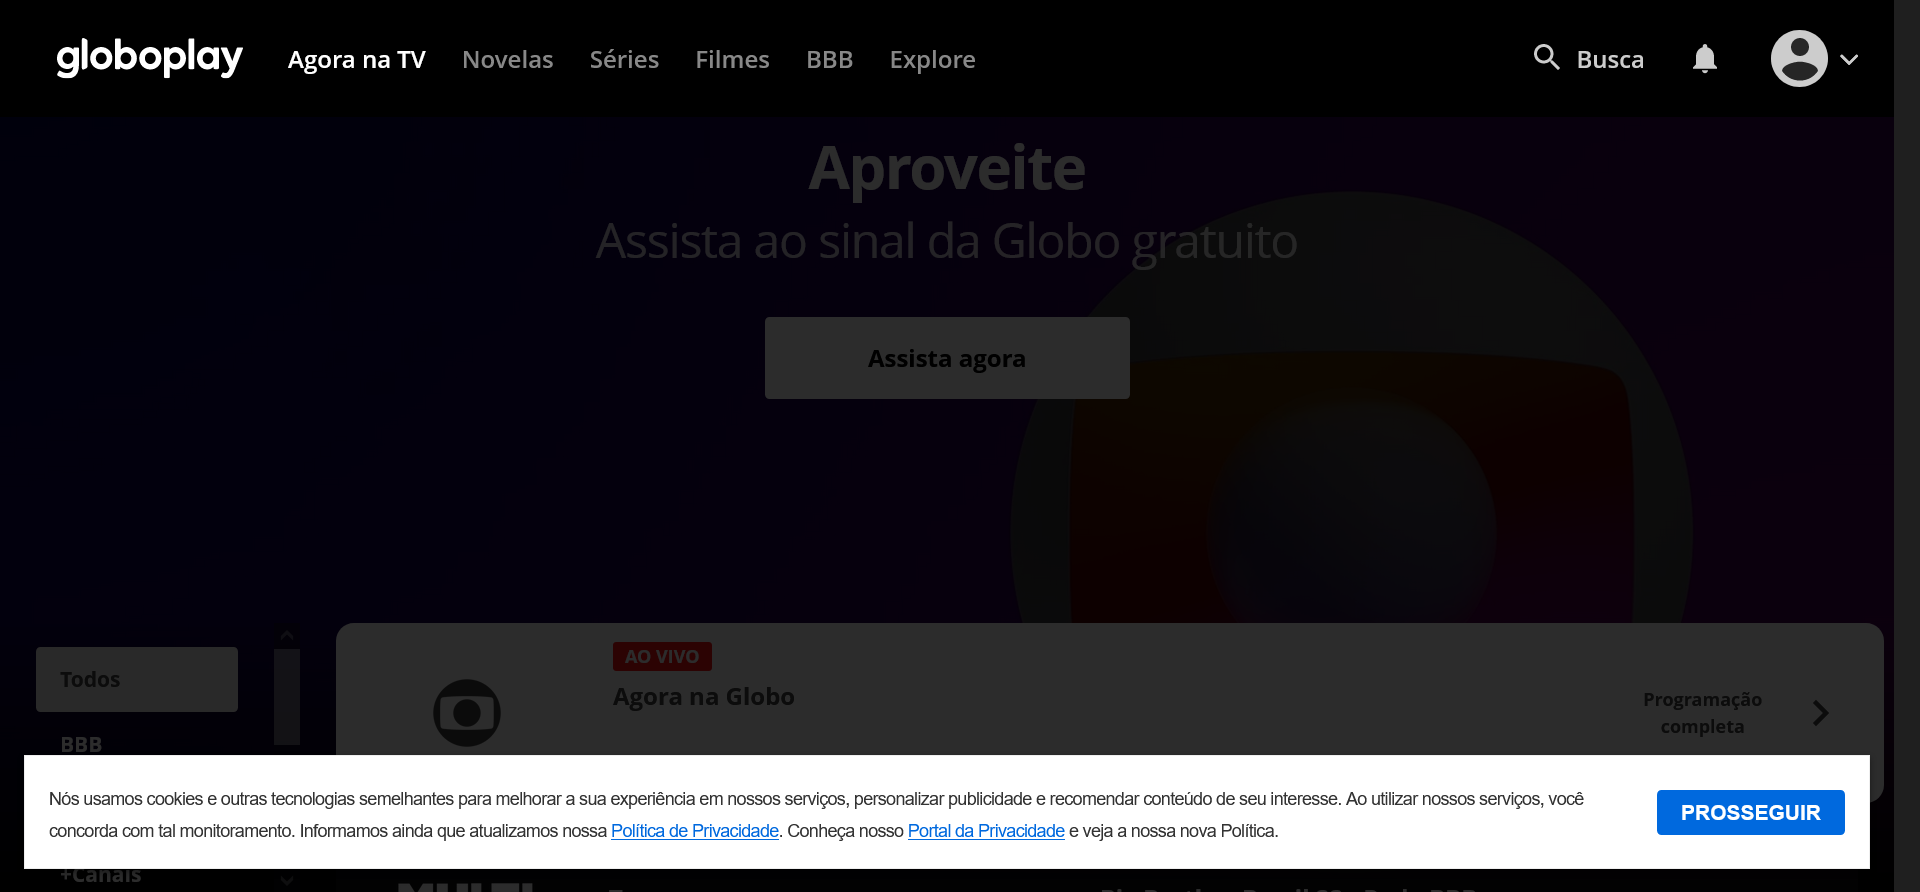 globoplay
Agora na TV
Novelas
Séries
Filmes
BBB
Explore
Busca
Aproveite
Assista ao sinal da Globo gratuito
Assista agora
Todos
BBB
AO VIVO
Agora na Globo
Programação
completa
Nós usamos cookies e outras tecnologias semelhantes para melhorar a sua experiência em nossos serviços, personalizar publicidade e recomendar conteúdo de seu interesse. Ao utilizar nossos serviços, você
concorda com tal monitoramento. Informamos ainda que atualizamos nossa Política de Privacidade. Conheça nosso Portal da Privacidade e veja a nossa nova Política.
PROSSEGUIR
+Canais